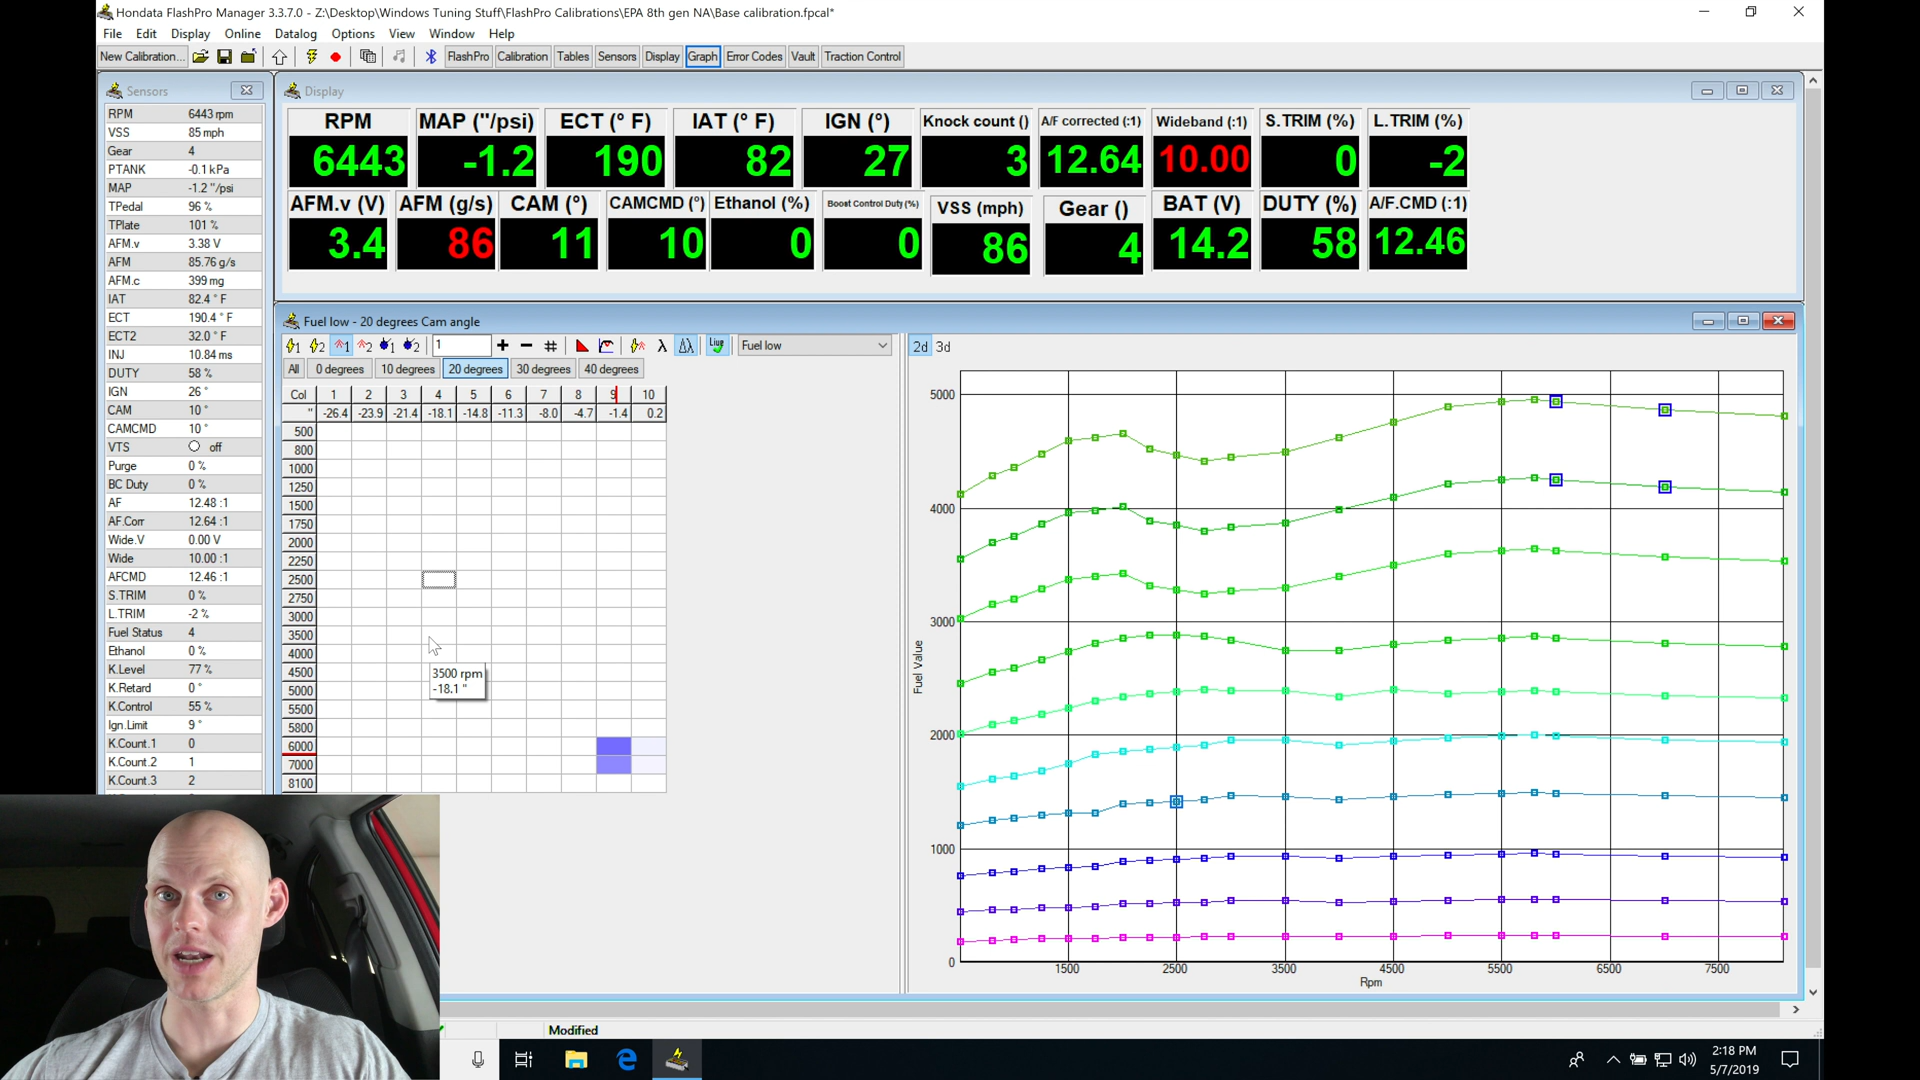 Hondata FlashPro Manager 3.3.7.0 - Z:\Desktop\Windows Tuning Stuff\FlashPro Calibrations\EPA 8th gen NA\Base calibration.fpcal*
File Edit Display Online Datalog Options View Window Help
New Calibration... FlashPro Calibration Tables Sensors Display Graph Error Codes Vault Traction Control
Sensors
RPM 6443 rpm
VSS 85 mph
Gear 4
PTANK -0.1 kPa
MAP -1.2 "/psi
TPedal 96 %
TPlate 101 %
AFM.v 3.38 V
AFM 85.76 g/s
AFM.c 399 mg
IAT 82.4 ° F
ECT 190.4 ° F
ECT2 32.0 ° F
INJ 10.84 ms
DUTY 58 %
IGN 26 °
CAM 10 °
CAMCMD 10 °
VTS off
Purge 0 %
BC Duty 0 %
AF 12.48 :1
AF.Corr 12.64 :1
Wide.V 0.00 V
Wide 10.00 :1
AFCMD 12.46 :1
S.TRIM 0 %
L.TRIM -2 %
Fuel Status 4
Ethanol 0 %
K.Level 77 %
K.Retard 0 °
K.Control 55 %
Ign.Limit 9 °
K.Count.1 0
K.Count.2 1
K.Count.3 2
Display
RPM MAP ("/psi) ECT (° F) IAT (° F) IGN (°) Knock count () A/F corrected (:1) Wideband (:1) S.TRIM (%) L.TRIM (%)
6443 -1.2 190 82 27 3 12.64 10.00 0 -2
AFM.v (V) AFM (g/s) CAM (°) CAMCMD (°) Ethanol (%) Boost Control Duty (%) VSS (mph) Gear () BAT (V) DUTY (%) A/F.CMD (:1)
3.4 86 11 10 0 0 86 4 14.2 58 12.46
Fuel low - 20 degrees Cam angle
1 2 1 2 1 2 1 + - # λ Live Fuel low 2d 3d
All 0 degrees 10 degrees 20 degrees 30 degrees 40 degrees
Col 1 2 3 4 5 6 7 8 9 10
" -26.4 -23.9 -21.4 -18.1 -14.8 -11.3 -8.0 -4.7 -1.4 0.2
500
800
1000
1250
1500
1750
2000
2250
2500
2750
3000
3500
4000
4500
5000
5500
5800
6000
7000
8100
3500 rpm
-18.1 "
5000
4000
3000
2000
1000
0
Fuel Value
1500 2500 3500 4500 5500 6500 7500
Rpm
Modified
2:18 PM
5/7/2019